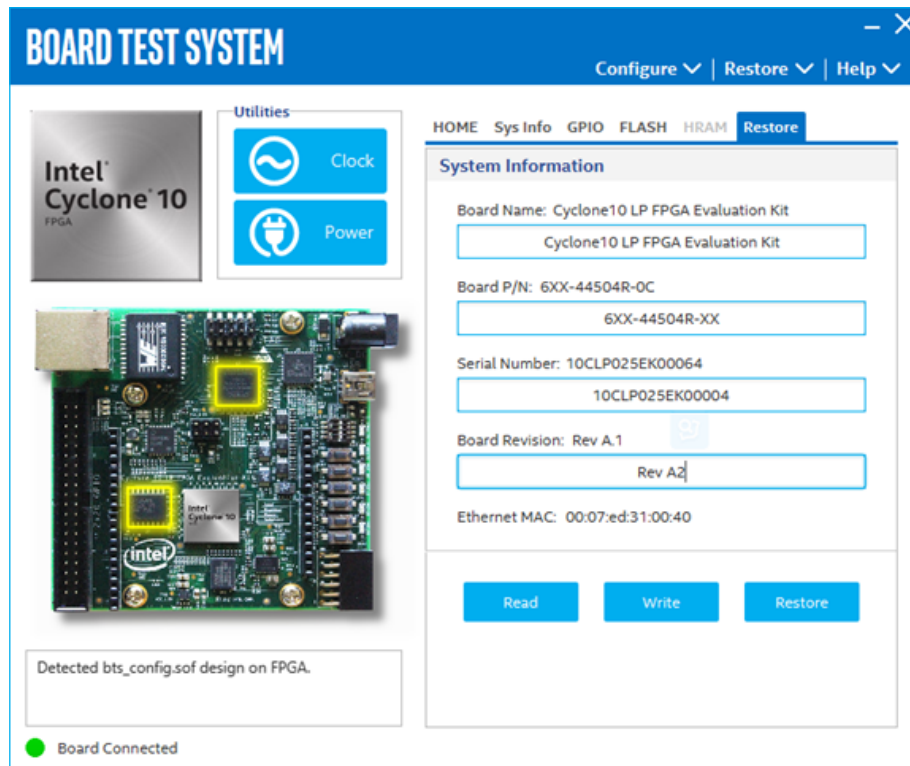 BOARD TEST SYSTEM
Configure | Restore | Help
Intel® Cyclone® 10
FPGA
Utilities
Clock
Power
HOME Sys Info GPIO FLASH HRAM Restore
System Information
Board Name: Cyclone10 LP FPGA Evaluation Kit
Cyclone10 LP FPGA Evaluation Kit
Board P/N: 6XX-44504R-0C
6XX-44504R-XX
Serial Number: 10CLP025EK00064
10CLP025EK00004
Board Revision: Rev A.1
Rev A2
Ethernet MAC: 00:07:ed:31:00:40
Read Write Restore
Intel
Cyclone 10
intel
Detected bts_config.sof design on FPGA.
Board Connected